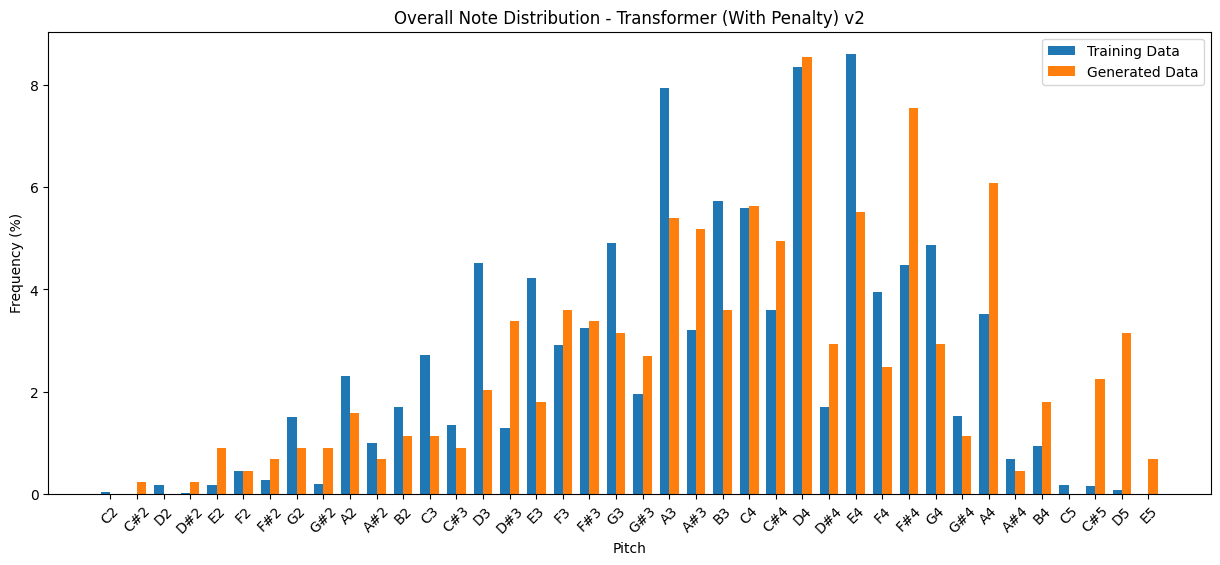 Overall Note Distribution - Transformer (With Penalty) v2
Training Data
Generated Data
Frequency (%)
8
6
4
2
0
C2 C#2 D2 D#2 E2 F2 F#2 G2 G#2 A2 A#2 B2 C3 C#3 D3 D#3 E3 F3 F#3 G3 G#3 A3 A#3 B3 C4 C#4 D4 D#4 E4 F4 F#4 G4 G#4 A4 A#4 B4 C5 C#5 D5 E5
Pitch